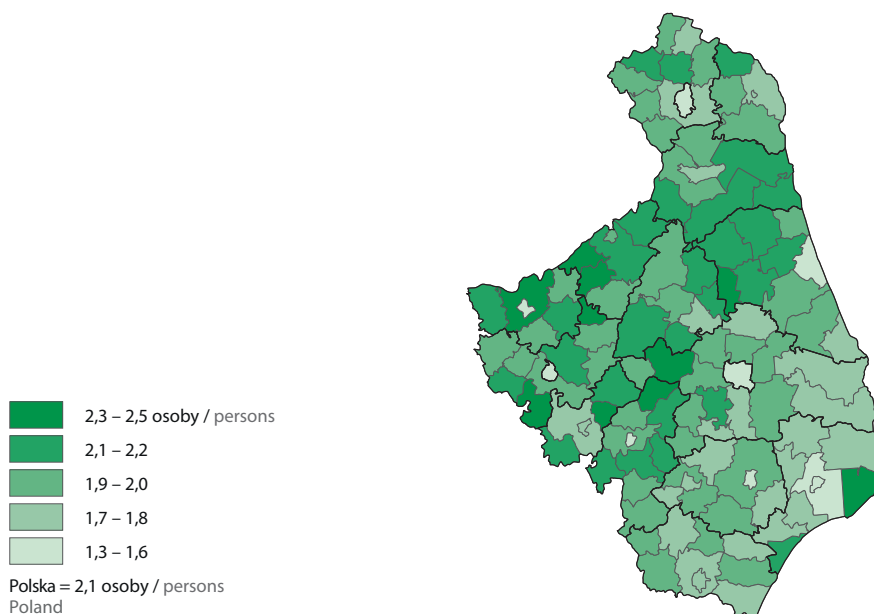 2,3 – 2,5 osoby / persons
2,1 – 2,2
1,9 – 2,0
1,7 – 1,8
1,3 – 1,6
Polska = 2,1 osoby / persons
Poland